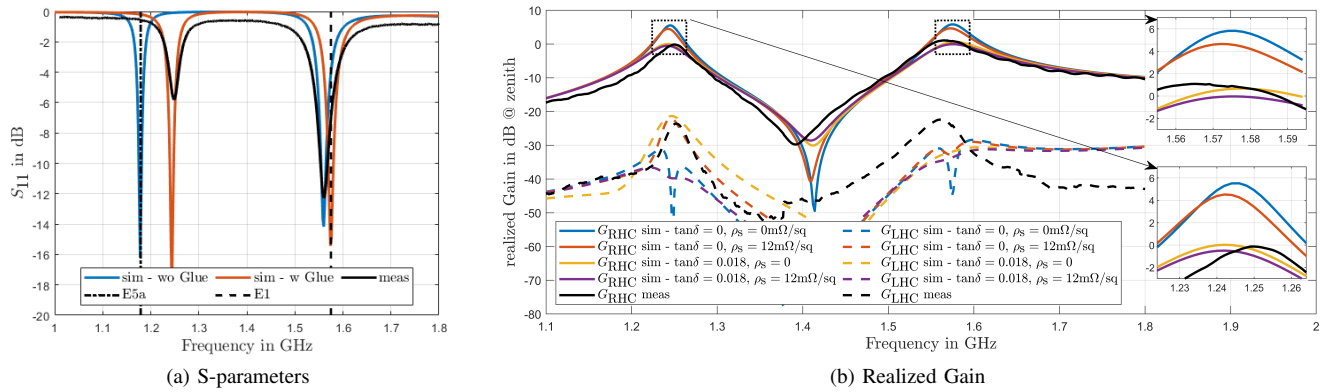 0
-2
-4
-6
-8
-10
-12
-14
-16
-18
-20
S11 in dB
sim - wo Glue
sim - w Glue
meas
E5a
E1
1
1.1
1.2
1.3
1.4
1.5
1.6
1.7
1.8
Frequency in GHz
(a) S-parameters
10
0
-10
-20
-30
-40
-50
-60
-70
-80
realized Gain in dB @ zenith
GRHC sim - tanδ = 0, ρs = 0mΩ/sq
GRHC sim - tanδ = 0, ρs = 12mΩ/sq
GRHC sim - tanδ = 0.018, ρs = 0
GRHC sim - tanδ = 0.018, ρs = 12mΩ/sq
GRHC meas
GLHC sim - tanδ = 0, ρs = 0mΩ/sq
GLHC sim - tanδ = 0, ρs = 12mΩ/sq
GLHC sim - tanδ = 0.018, ρs = 0
GLHC sim - tanδ = 0.018, ρs = 12mΩ/sq
GLHC meas
1.1
1.2
1.3
1.4
1.5
1.6
1.7
1.8
1.9
2
Frequency in GHz
6
4
2
0
-2
1.56
1.57
1.58
1.59
6
4
2
0
-2
1.23
1.24
1.25
1.26
(b) Realized Gain